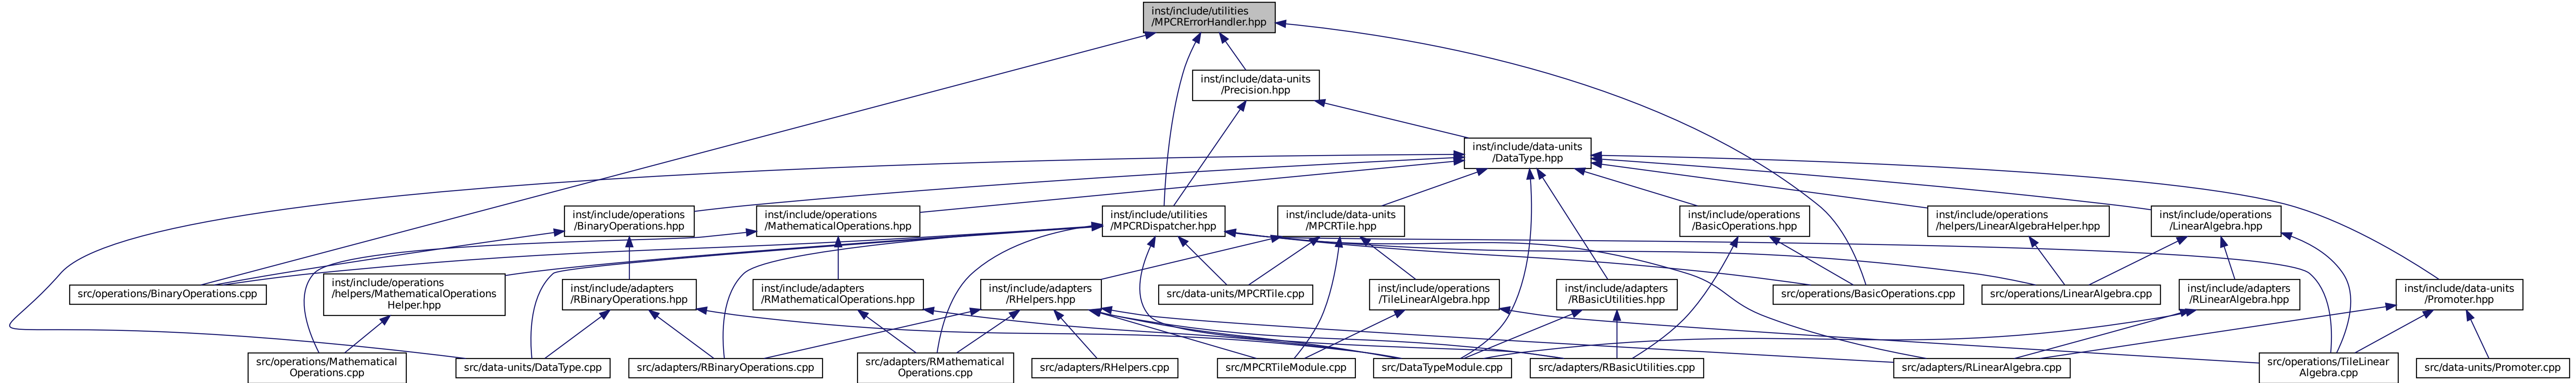 inst/include/utilities
/MPCRErrorHandler.hpp
inst/include/data-units
/Precision.hpp
inst/include/data-units
/DataType.hpp
inst/include/operations
/BinaryOperations.hpp
inst/include/operations
/MathematicalOperations.hpp
inst/include/utilities
/MPCRDispatcher.hpp
inst/include/data-units
/MPCRTile.hpp
inst/include/operations
/BasicOperations.hpp
inst/include/operations
helpers/LinearAlgebraHelper.hpp
inst/include/operations
/LinearAlgebra.hpp
src/operations/BinaryOperations.cpp
inst/include/operations
/helpers/MathematicalOperations
Helper.hpp
inst/include/adapters
/RBinaryOperations.hpp
inst/include/adapters
/RMathematicalOperations.hpp
inst/include/adapters
/RHelpers.hpp
src/data-units/MPCRTile.cpp
inst/include/operations
/TileLinearAlgebra.hpp
inst/include/adapters
/RBasicUtilities.hpp
src/operations/BasicOperations.cpp
src/operations/LinearAlgebra.cpp
inst/include/adapters
/RLinearAlgebra.hpp
inst/include/data-units
/Promoter.hpp
src/operations/Mathematical
Operations.cpp
src/data-units/DataType.cpp
src/adapters/RBinaryOperations.cpp
src/adapters/RMathematical
Operations.cpp
src/adapters/RHelpers.cpp
src/MPCRTileModule.cpp
src/DataTypeModule.cpp
src/adapters/RBasicUtilities.cpp
src/adapters/RLinearAlgebra.cpp
src/operations/TileLinear
Algebra.cpp
src/data-units/Promoter.cpp